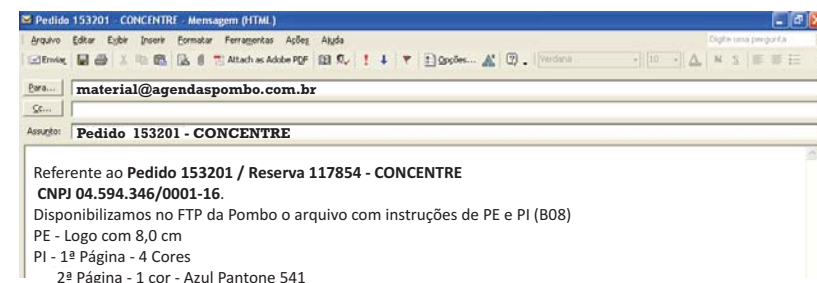 Pedido 153201 - CONCENTRE - Mensagem (HTML)
Arquivo Editar Exibir Inserir Formatar Ferramentas Ações Ajuda Digite uma pergunta
Enviar Attach as Adobe PDF Opções... Verdana 10 N S
Para... material@agendaspombo.com.br
Cc...
Assunto: Pedido 153201 - CONCENTRE
Referente ao Pedido 153201 / Reserva 117854 - CONCENTRE
CNPJ 04.594.346/0001-16.
Disponibilizamos no FTP da Pombo o arquivo com instruções de PE e PI (B08)
PE - Logo com 8,0 cm
PI - 1ª Página - 4 Cores
2ª Página - 1 cor - Azul Pantone 541